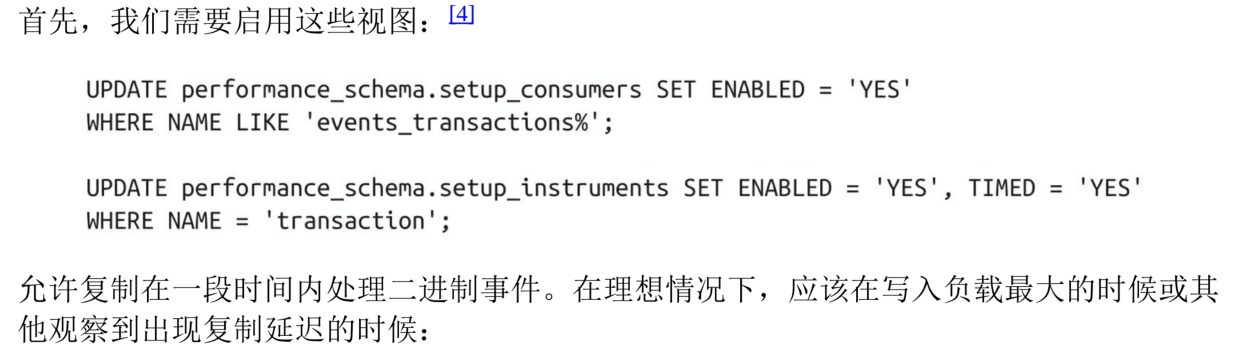 首先，我们需要启用这些视图：[4]
UPDATE performance_schema.setup_consumers SET ENABLED = 'YES'
WHERE NAME LIKE 'events_transactions%';
UPDATE performance_schema.setup_instruments SET ENABLED = 'YES', TIMED = 'YES'
WHERE NAME = 'transaction';
允许复制在一段时间内处理二进制事件。在理想情况下，应该在写入负载最大的时候或其
他观察到出现复制延迟的时候：